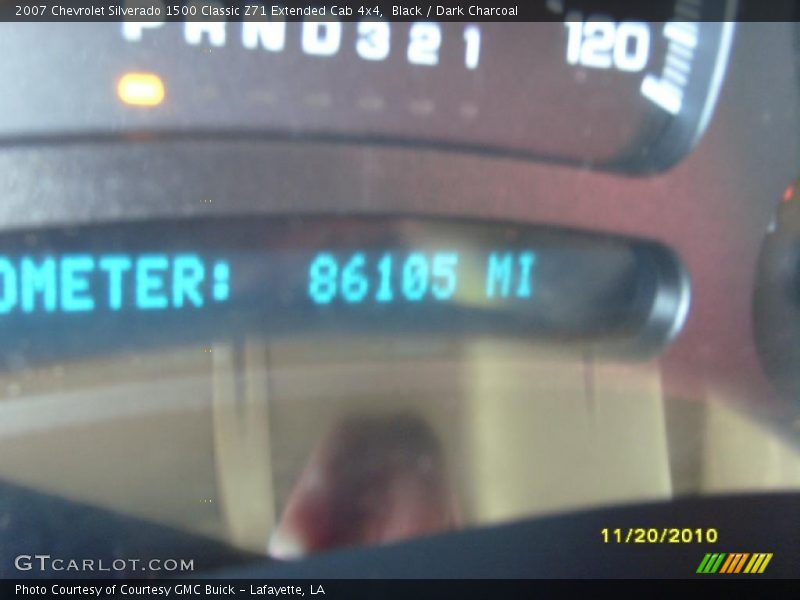 2007 Chevrolet Silverado 1500 Classic Z71 Extended Cab 4x4, Black / Dark Charcoal
P R N D 3 2 1
120
OMETER: 86105 MI
11/20/2010
GTCARLOT.COM
Photo Courtesy of Courtesy GMC Buick - Lafayette, LA